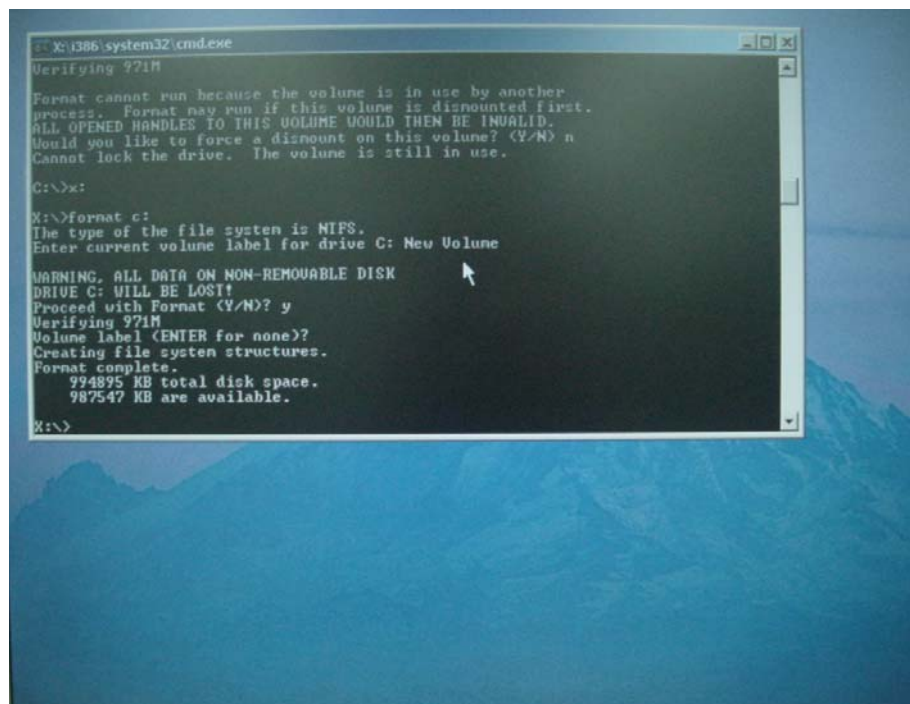 X:\i386\system32\cmd.exe
Verifying 971M
Format cannot run because the volume is in use by another
process. Format may run if this volume is dismounted first.
ALL OPENED HANDLES TO THIS VOLUME WOULD THEN BE INVALID.
Would you like to force a dismount on this volume? (Y/N) n
Cannot lock the drive. The volume is still in use.
C:\>x:
X:\>format c:
The type of the file system is NTFS.
Enter current volume label for drive C: New Volume
WARNING, ALL DATA ON NON-REMOVABLE DISK
DRIVE C: WILL BE LOST!
Proceed with Format (Y/N)? y
Verifying 971M
Volume label (ENTER for none)?
Creating file system structures.
Format complete.
994895 KB total disk space.
987547 KB are available.
X:\>